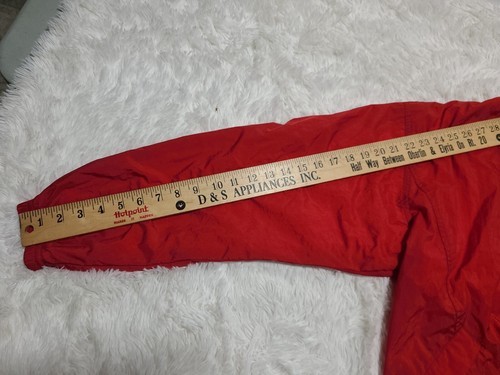 1 2 3 4 5 6 7 8 9 10 11 12 13 14 15 16 17 18 19 20 21 22 23 24 25 26 27 28
Hotpoint
D & S APPLIANCES INC.
Half Way Between Oberlin & Elyria On Rt. 20